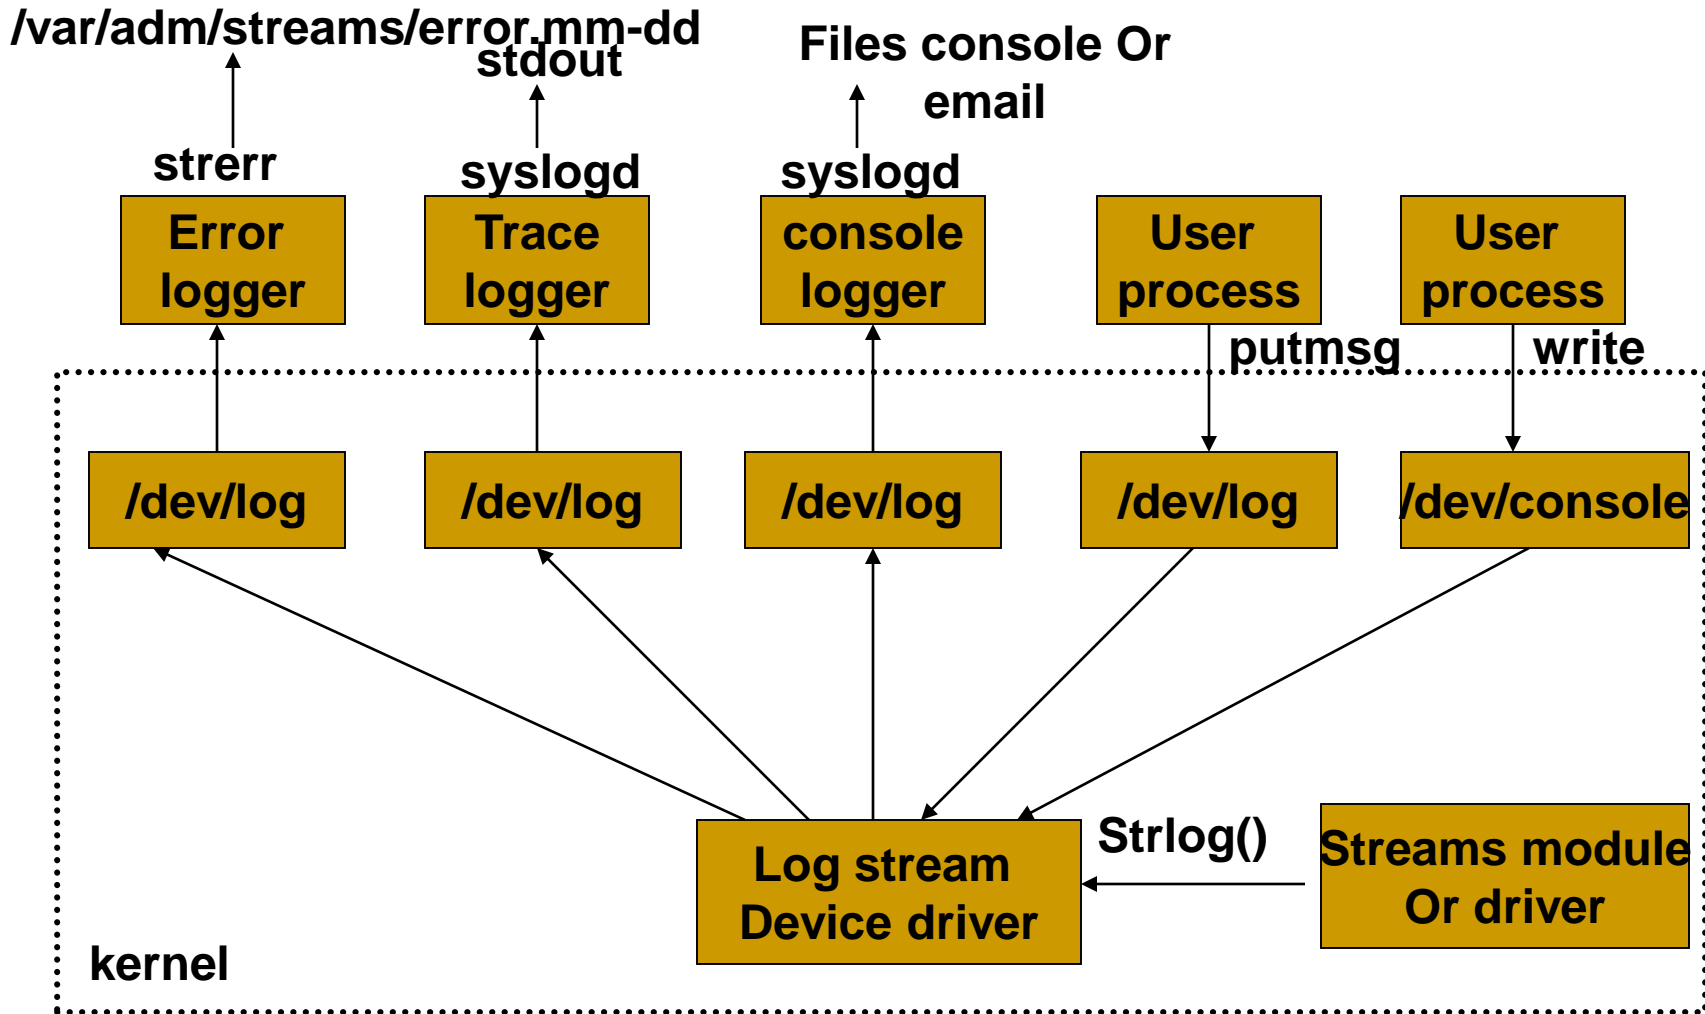 /var/adm/streams/error.mm-dd
stdout
Files console Or
email
strerr
syslogd
syslogd
Error
logger
Trace
logger
console
logger
User
process
User
process
putmsg
write
/dev/log
/dev/log
/dev/log
/dev/log
/dev/console
Strlog()
Log stream
Device driver
Streams module
Or driver
kernel